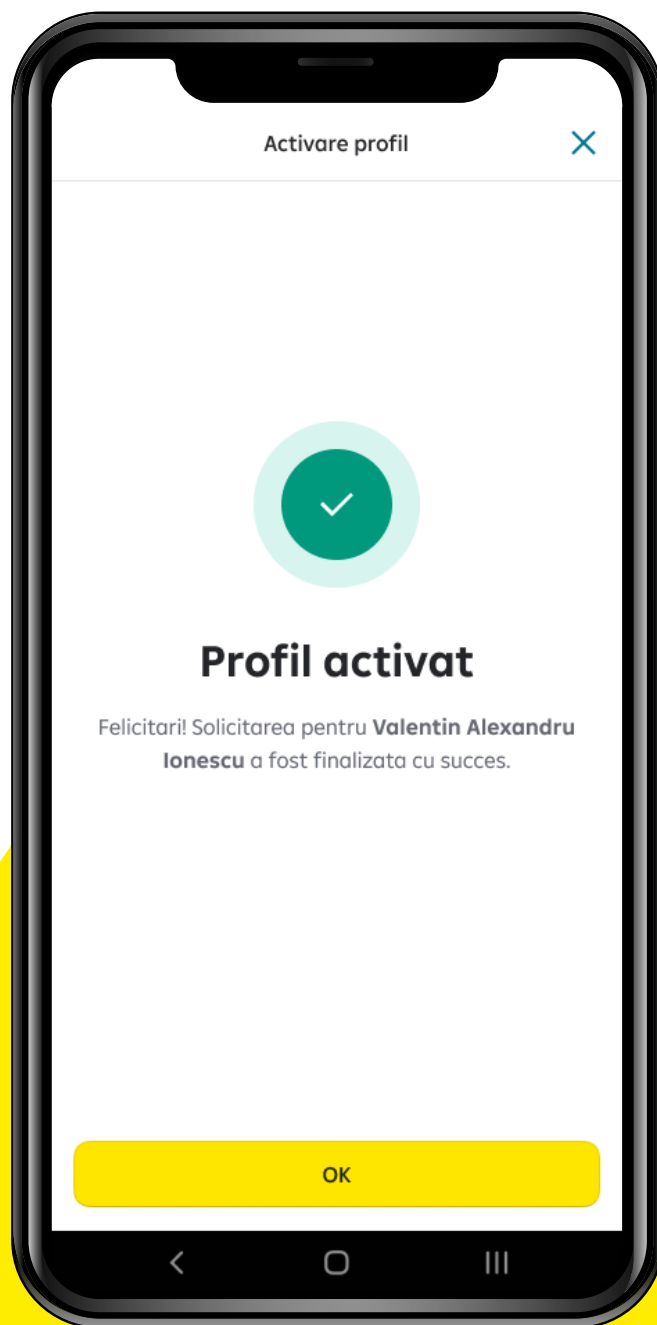 Activare profil
Profil activat
Felicitari! Solicitarea pentru Valentin Alexandru
Ionescu a fost finalizata cu succes.
OK